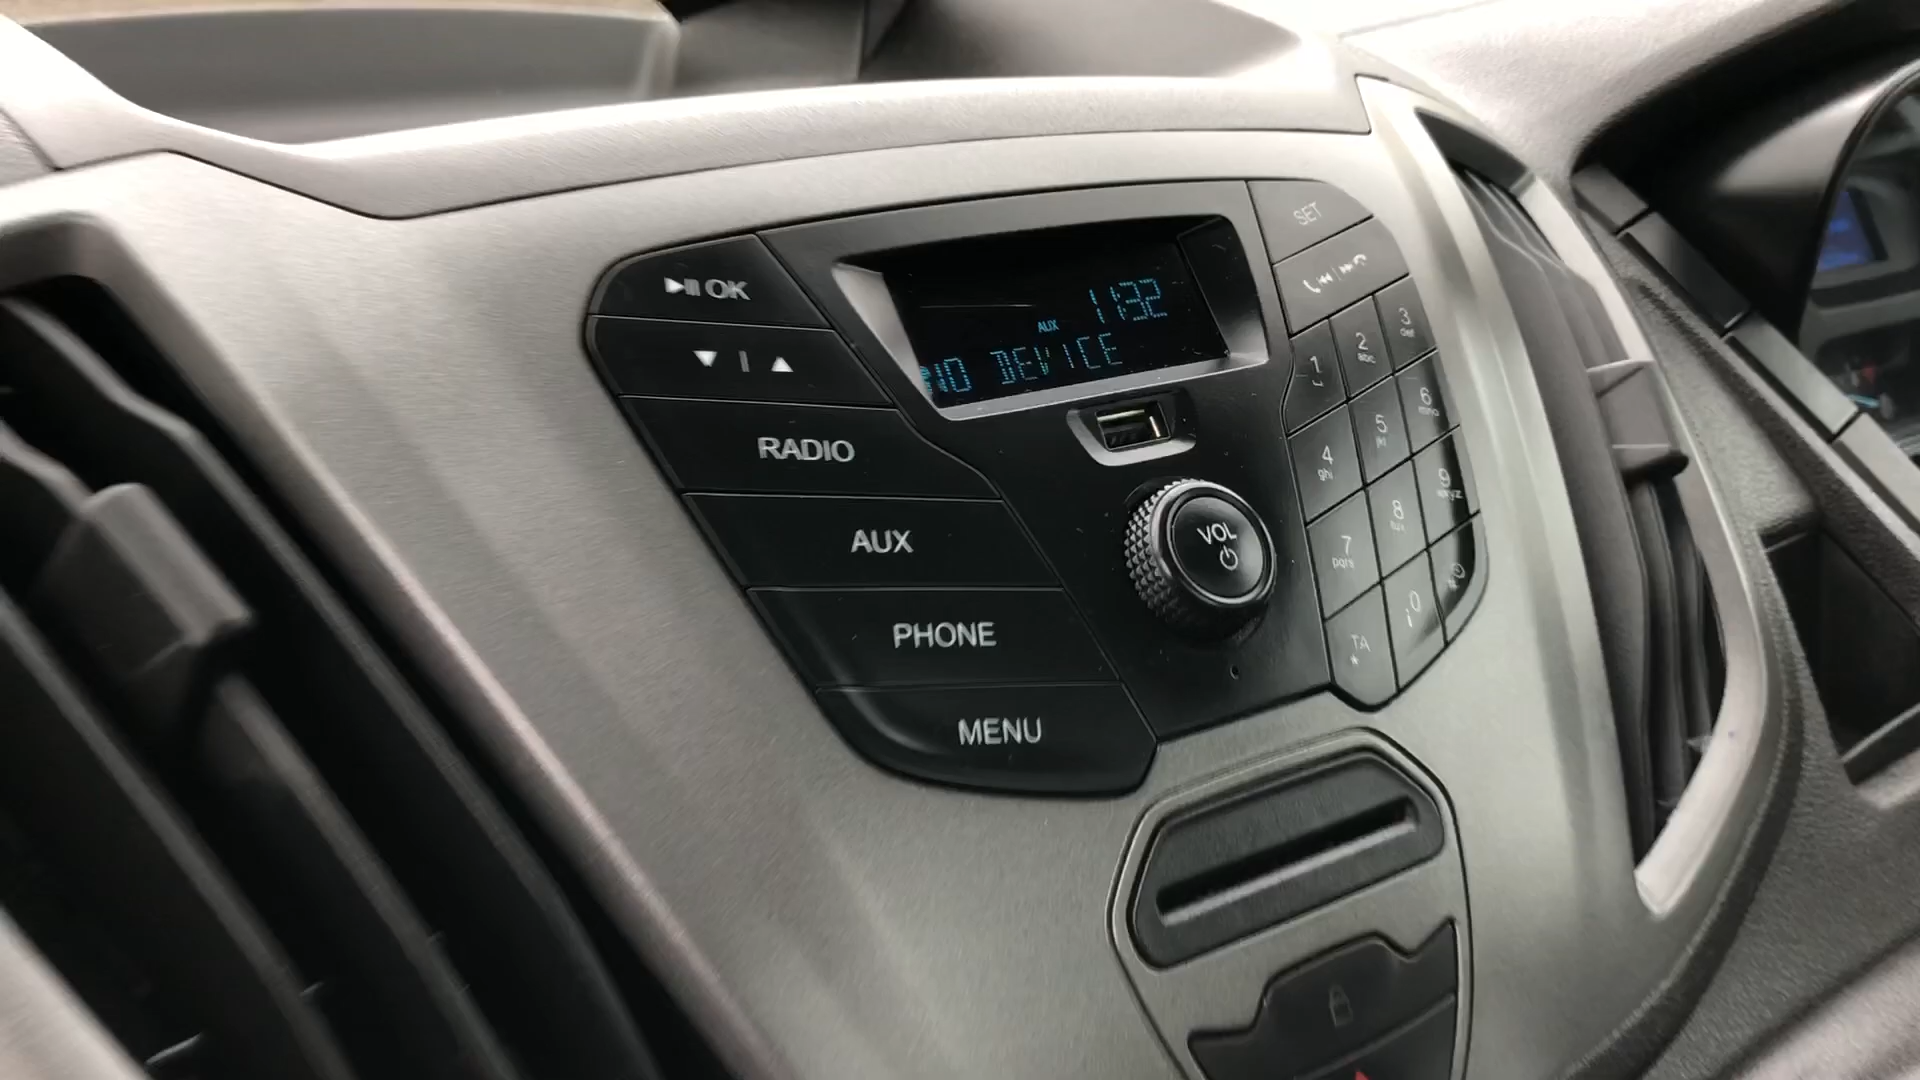 OK
RADIO
AUX
PHONE
MENU
11:32
AUX
NO DEVICE
VOL
SET
1
2 abc
3 def
4 ghi
5 jkl
6 mno
7 pqrs
8 tuv
9 wxyz
TA *
0
#